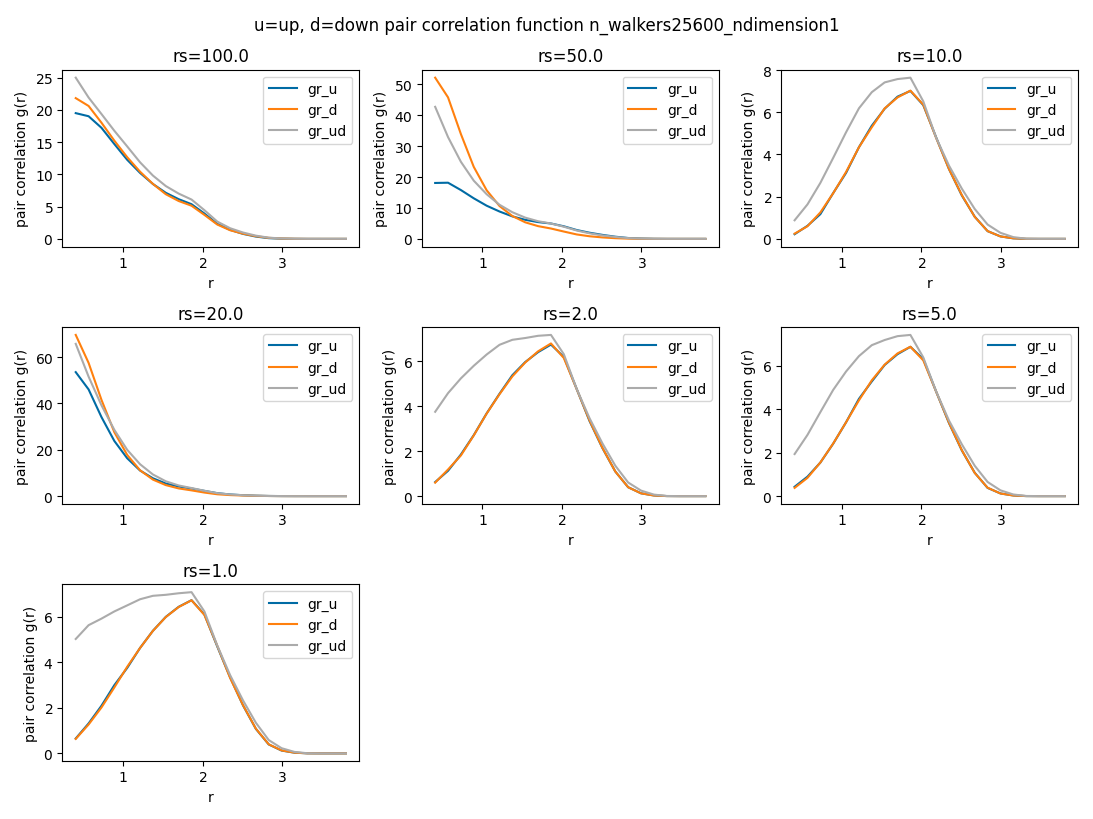 u=up, d=down pair correlation function n_walkers25600_ndimension1
rs=100.0
pair correlation g(r)
25
20
15
10
5
0
gr_u
gr_d
gr_ud
1
2
3
r
rs=50.0
pair correlation g(r)
50
40
30
20
10
0
gr_u
gr_d
gr_ud
1
2
3
r
rs=10.0
pair correlation g(r)
8
6
4
2
0
gr_u
gr_d
gr_ud
1
2
3
r
rs=20.0
pair correlation g(r)
60
40
20
0
gr_u
gr_d
gr_ud
1
2
3
r
rs=2.0
pair correlation g(r)
6
4
2
0
gr_u
gr_d
gr_ud
1
2
3
r
rs=5.0
pair correlation g(r)
6
4
2
0
gr_u
gr_d
gr_ud
1
2
3
r
rs=1.0
pair correlation g(r)
6
4
2
0
gr_u
gr_d
gr_ud
1
2
3
r